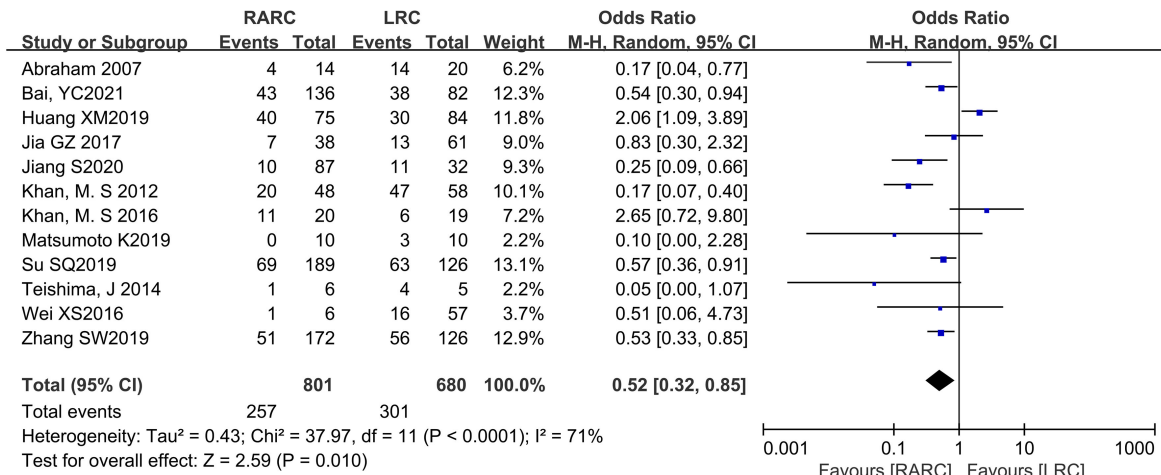 RARC LRC Odds Ratio Odds Ratio
Study or Subgroup Events Total Events Total Weight M-H, Random, 95% CI M-H, Random, 95% CI
Abraham 2007 4 14 14 20 6.2% 0.17 [0.04, 0.77]
Bai, YC2021 43 136 38 82 12.3% 0.54 [0.30, 0.94]
Huang XM2019 40 75 30 84 11.8% 2.06 [1.09, 3.89]
Jia GZ 2017 7 38 13 61 9.0% 0.83 [0.30, 2.32]
Jiang S2020 10 87 11 32 9.3% 0.25 [0.09, 0.66]
Khan, M. S 2012 20 48 47 58 10.1% 0.17 [0.07, 0.40]
Khan, M. S 2016 11 20 6 19 7.2% 2.65 [0.72, 9.80]
Matsumoto K2019 0 10 3 10 2.2% 0.10 [0.00, 2.28]
Su SQ2019 69 189 63 126 13.1% 0.57 [0.36, 0.91]
Teishima, J 2014 1 6 4 5 2.2% 0.05 [0.00, 1.07]
Wei XS2016 1 6 16 57 3.7% 0.51 [0.06, 4.73]
Zhang SW2019 51 172 56 126 12.9% 0.53 [0.33, 0.85]
Total (95% CI) 801 680 100.0% 0.52 [0.32, 0.85]
Total events 257 301
Heterogeneity: Tau² = 0.43; Chi² = 37.97, df = 11 (P < 0.0001); I² = 71%
Test for overall effect: Z = 2.59 (P = 0.010)
0.001 0.1 1 10 1000
Favours [RARC] Favours [LRC]